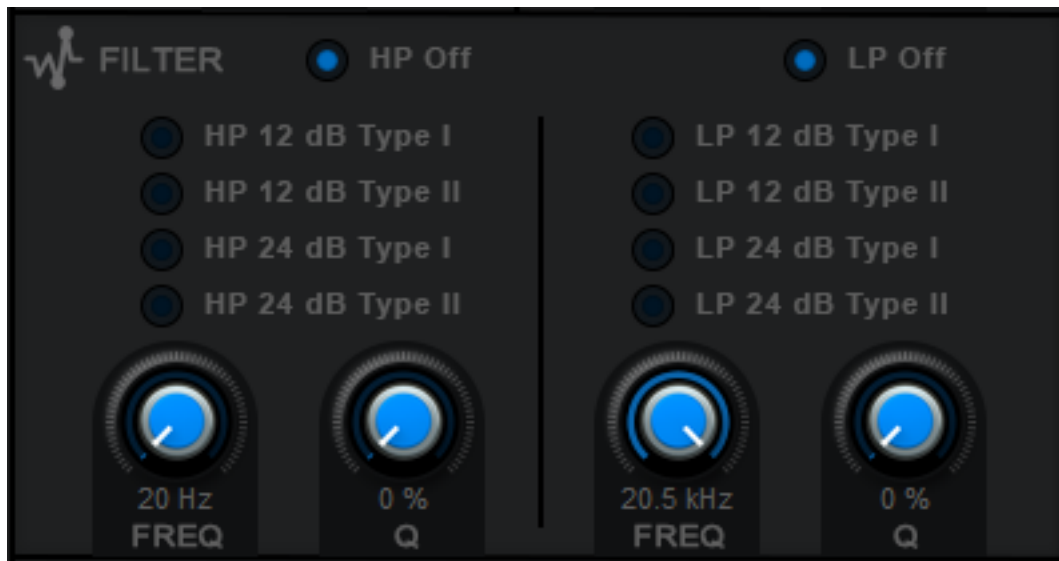 FILTER HP Off LP Off
HP 12 dB Type I
HP 12 dB Type II
HP 24 dB Type I
HP 24 dB Type II
LP 12 dB Type I
LP 12 dB Type II
LP 24 dB Type I
LP 24 dB Type II
20 Hz 0 % 20.5 kHz 0 %
FREQ Q FREQ Q